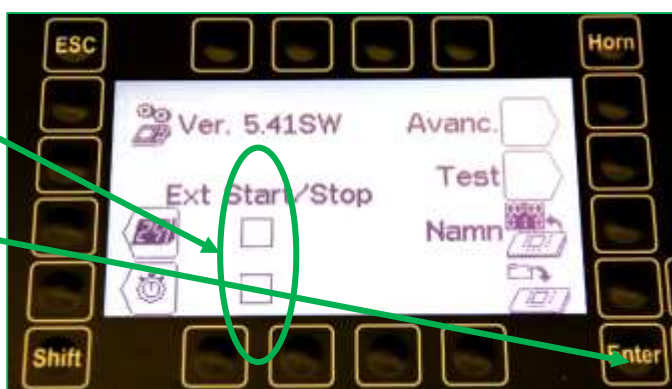 ESC
Horn
Ver. 5.41SW
Avanc.
Test
Ext Start/Stop
Namn
Shift
Enter